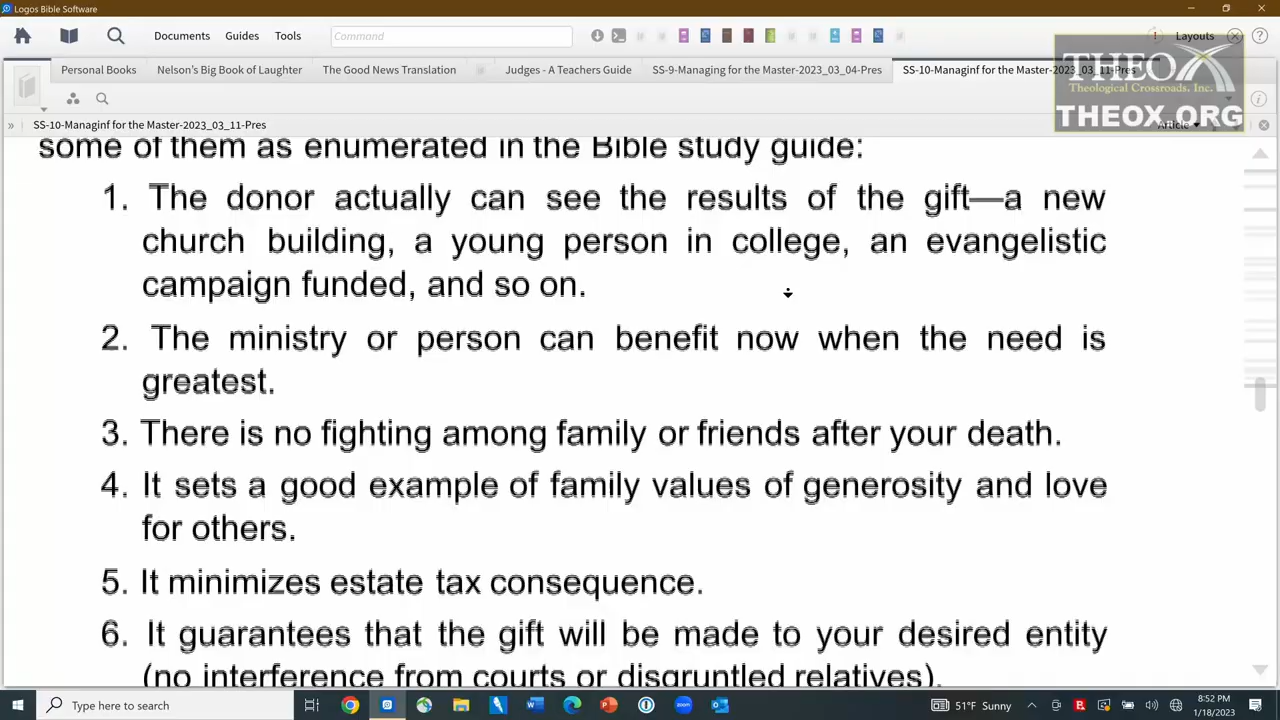 Logos Bible Software
Documents Guides Tools Command Layouts
Personal Books Nelson's Big Book of Laughter The Ga Judges - A Teachers Guide SS-9-Managing for the Master-2023_03_04-Pres SS-10-Managinf for the Master-2023_03_11-Pres
THEOX
Theological Crossroads, Inc.
THEOX.ORG
SS-10-Managinf for the Master-2023_03_11-Pres Article
some of them as enumerated in the Bible study guide:
1. The donor actually can see the results of the gift—a new
church building, a young person in college, an evangelistic
campaign funded, and so on.
2. The ministry or person can benefit now when the need is
greatest.
3. There is no fighting among family or friends after your death.
4. It sets a good example of family values of generosity and love
for others.
5. It minimizes estate tax consequence.
6. It guarantees that the gift will be made to your desired entity
(no interference from courts or disgruntled relatives).
Type here to search 51°F Sunny 8:52 PM
1/18/2023